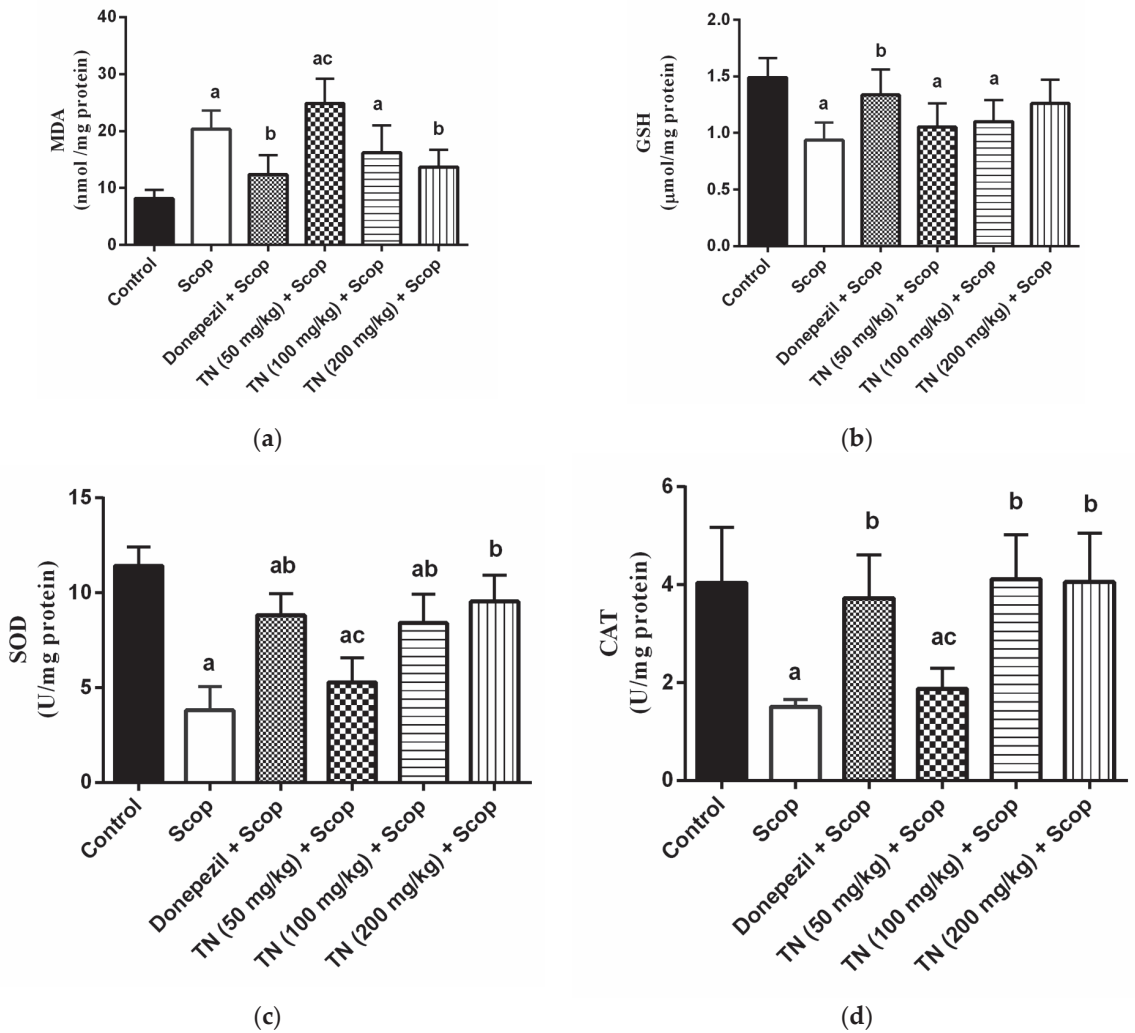 40
30
20
10
0
MDA
(nmol /mg protein)
a
b
ac
a
b
Control
Scop
Donepezil + Scop
TN (50 mg/kg) + Scop
TN (100 mg/kg) + Scop
TN (200 mg/kg) + Scop
(a)
2.0
1.5
1.0
0.5
0.0
GSH
(μmol/mg protein)
a
b
a
a
Control
Scop
Donepezil + Scop
TN (50 mg/kg) + Scop
TN (100 mg/kg) + Scop
TN (200 mg/kg) + Scop
(b)
15
10
5
0
SOD
(U/mg protein)
a
ab
ac
ab
b
Control
Scop
Donepezil + Scop
TN (50 mg/kg) + Scop
TN (100 mg/kg) + Scop
TN (200 mg/kg) + Scop
(c)
6
4
2
0
CAT
(U/mg protein)
a
b
ac
b
b
Control
Scop
Donepezil + Scop
TN (50 mg/kg) + Scop
TN (100 mg/kg) + Scop
TN (200 mg/kg) + Scop
(d)